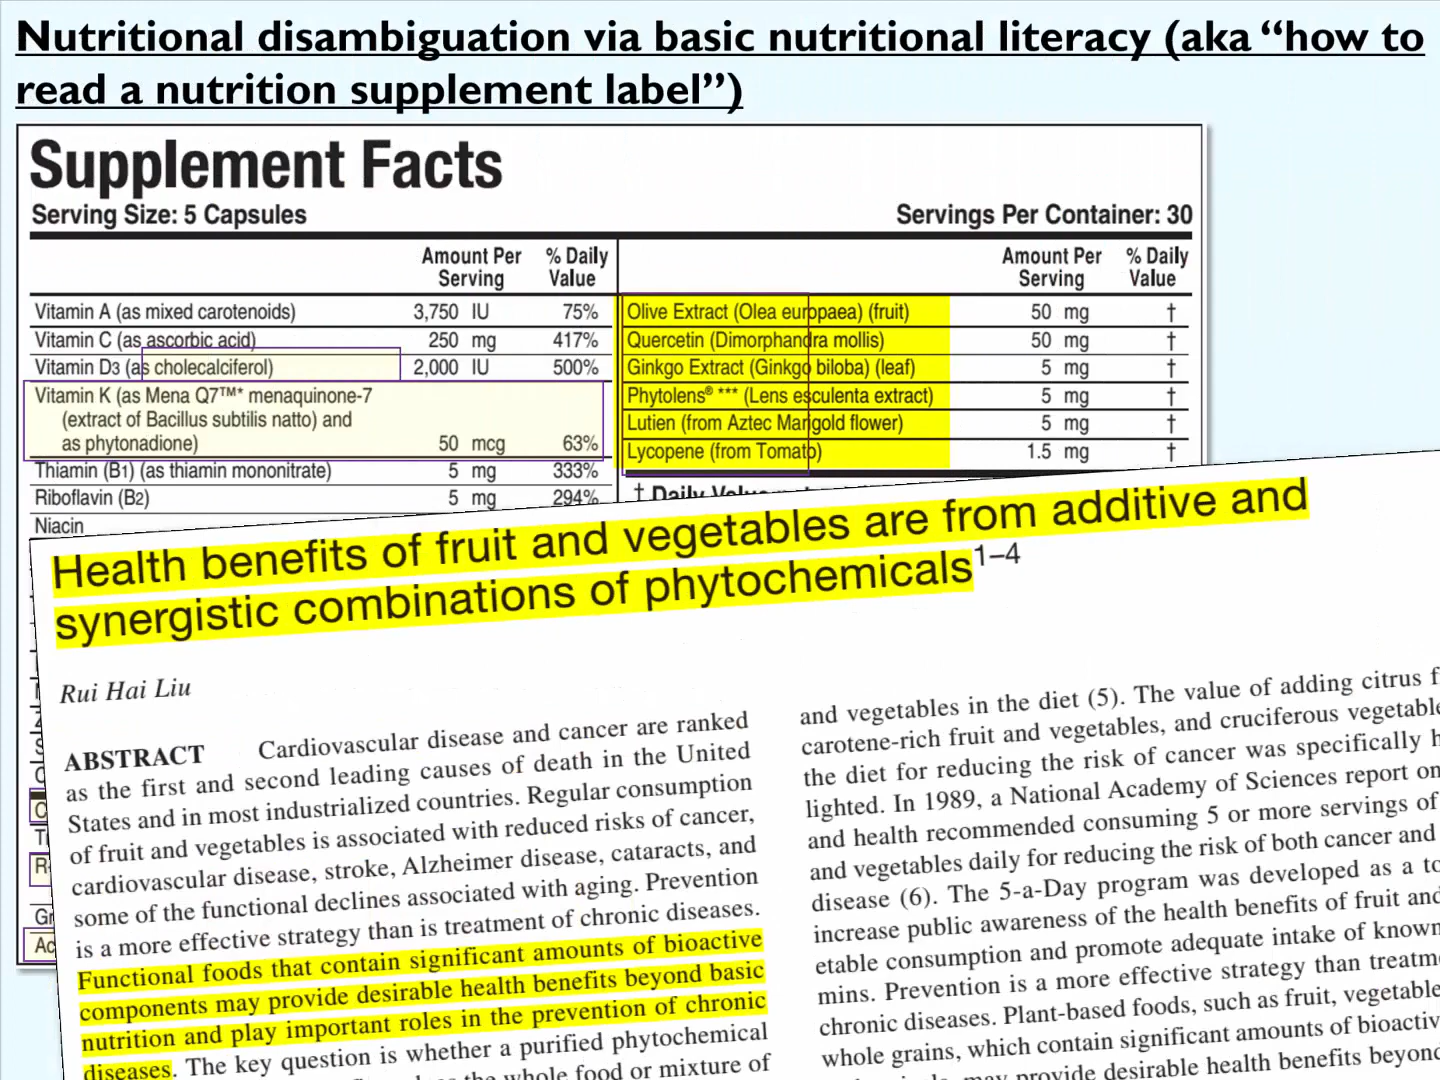 Nutritional disambiguation via basic nutritional literacy (aka “how to
read a nutrition supplement label”)
Supplement Facts
Serving Size: 5 Capsules
Servings Per Container: 30
Amount Per Serving
% Daily Value
Vitamin A (as mixed carotenoids) 3,750 IU 75%
Vitamin C (as ascorbic acid) 250 mg 417%
Vitamin D3 (as cholecalciferol) 2,000 IU 500%
Vitamin K (as Mena Q7™* menaquinone-7
(extract of Bacillus subtilis natto) and
as phytonadione) 50 mcg 63%
Thiamin (B1) (as thiamin mononitrate) 5 mg 333%
Riboflavin (B2) 5 mg 294%
Niacin
Amount Per Serving
% Daily Value
Olive Extract (Olea europaea) (fruit) 50 mg †
Quercetin (Dimorphandra mollis) 50 mg †
Ginkgo Extract (Ginkgo biloba) (leaf) 5 mg †
Phytolens® *** (Lens esculenta extract) 5 mg †
Lutien (from Aztec Marigold flower) 5 mg †
Lycopene (from Tomato) 1.5 mg †
† Daily
Health benefits of fruit and vegetables are from additive and
synergistic combinations of phytochemicals1–4
Rui Hai Liu
ABSTRACT Cardiovascular disease and cancer are ranked
as the first and second leading causes of death in the United
States and in most industrialized countries. Regular consumption
of fruit and vegetables is associated with reduced risks of cancer,
cardiovascular disease, stroke, Alzheimer disease, cataracts, and
some of the functional declines associated with aging. Prevention
is a more effective strategy than is treatment of chronic diseases.
Functional foods that contain significant amounts of bioactive
components may provide desirable health benefits beyond basic
nutrition and play important roles in the prevention of chronic
diseases. The key question is whether a purified phytochemical
the whole food or mixture of
and vegetables in the diet (5). The value of adding citrus
carotene-rich fruit and vegetables, and cruciferous
the diet for reducing the risk of cancer was specifically
lighted. In 1989, a National Academy of Sciences report on
and health recommended consuming 5 or more servings of
and vegetables daily for reducing the risk of both cancer and
disease (6). The 5-a-Day program was developed as a
increase public awareness of the health benefits of fruit and
etable consumption and promote adequate intake of known
mins. Prevention is a more effective strategy than
chronic diseases. Plant-based foods, such as fruit,
whole grains, which contain significant amounts of
may provide desirable health benefits beyond